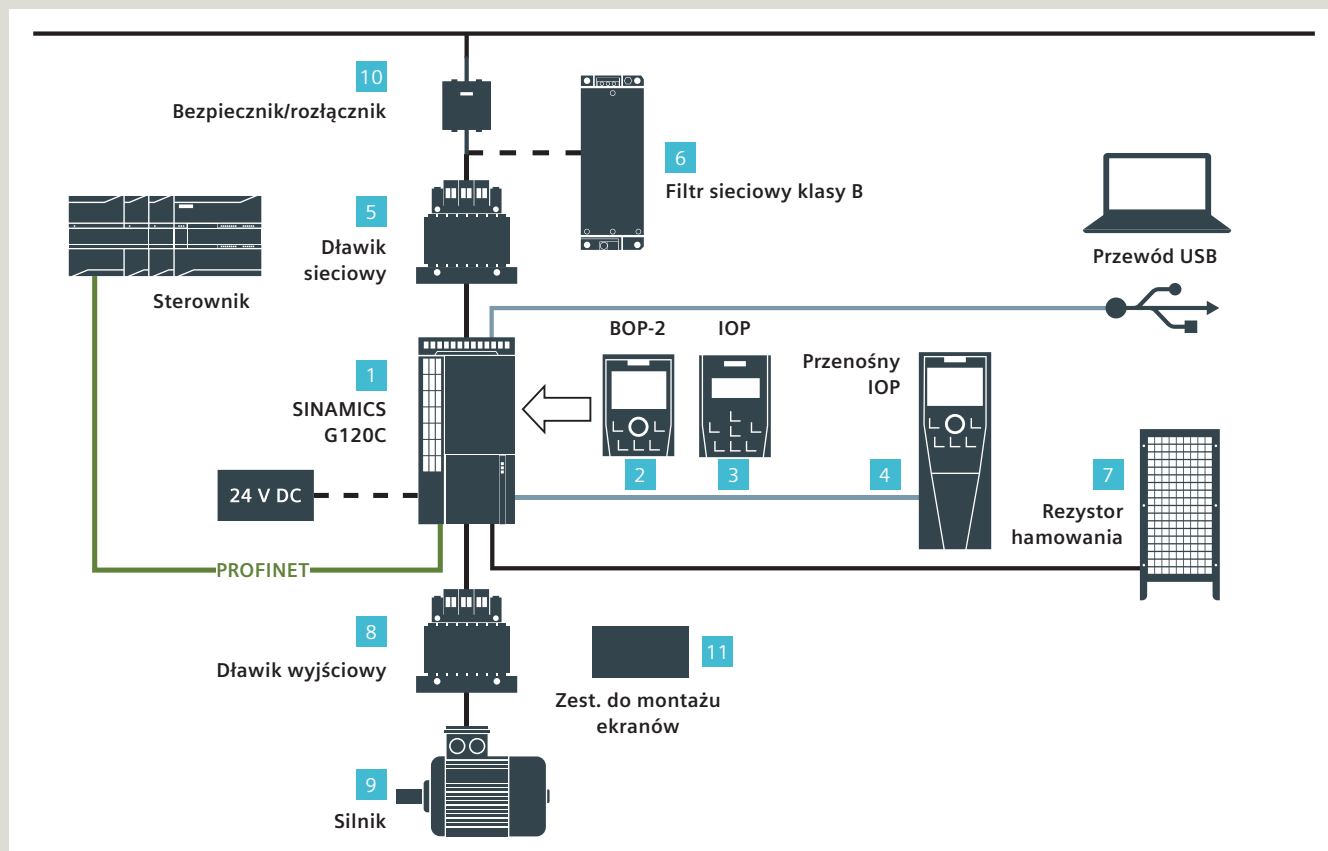 10
Bezpiecznik/rozłącznik
6
Filtr sieciowy klasy B
5
Dławik
sieciowy
Sterownik
Przewód USB
BOP-2
IOP
Przenośny
IOP
1
SINAMICS
G120C
2
3
4
7
Rezystor
hamowania
24 V DC
PROFINET
8
Dławik wyjściowy
11
Zest. do montażu
ekranów
9
Silnik